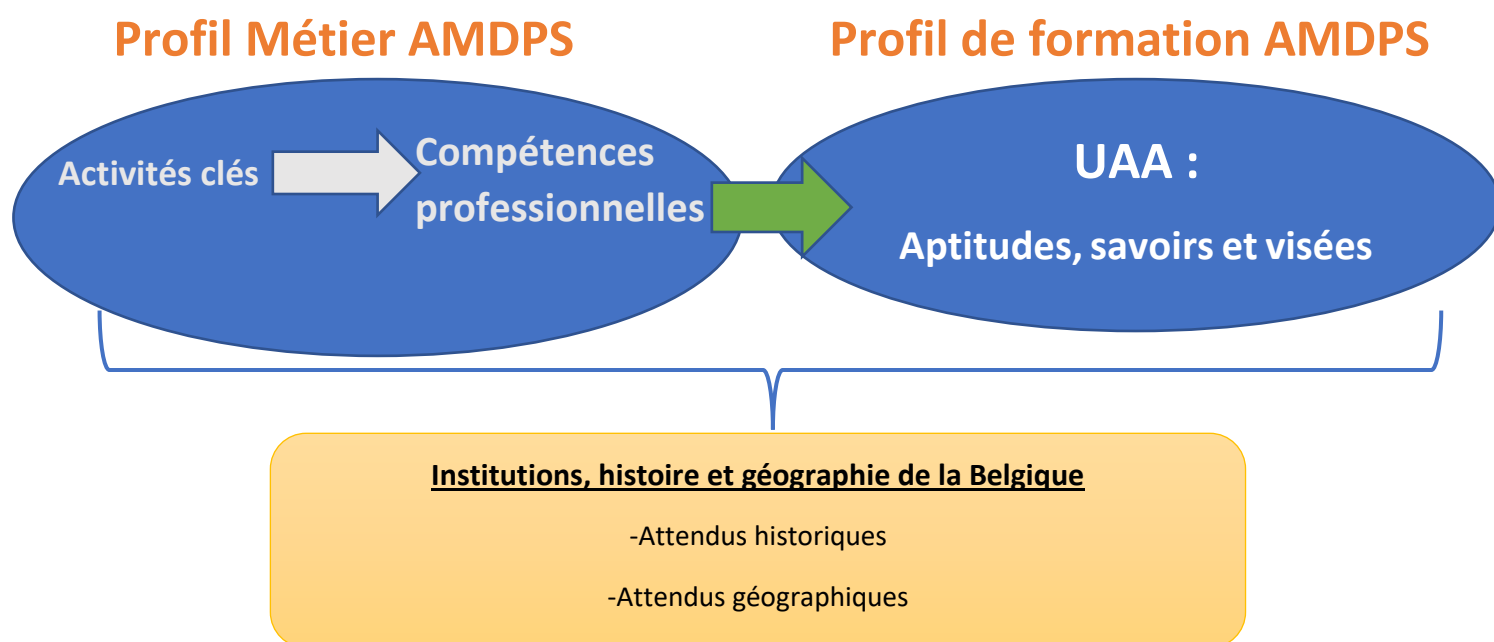 Profil Métier AMDPS
Profil de formation AMDPS
Activités clés
Compétences
professionnelles
UAA :
Aptitudes, savoirs et visées
Institutions, histoire et géographie de la Belgique
-Attendus historiques
-Attendus géographiques